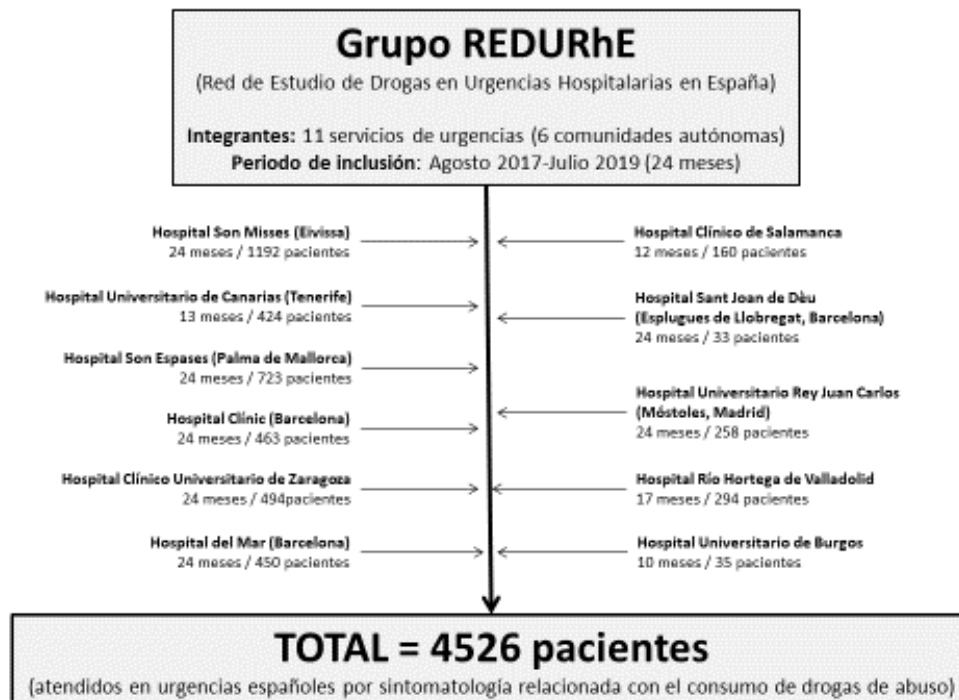 Grupo REDURhE
(Red de Estudio de Drogas en Urgencias Hospitalarias en España)
Integrantes: 11 servicios de urgencias (6 comunidades autónomas)
Periodo de inclusión: Agosto 2017-Julio 2019 (24 meses)
Hospital Son Misses (Eivissa)
24 meses / 1192 pacientes
Hospital Universitario de Canarias (Tenerife)
13 meses / 424 pacientes
Hospital Son Espases (Palma de Mallorca)
24 meses / 723 pacientes
Hospital Clínic (Barcelona)
24 meses / 463 pacientes
Hospital Clínico Universitario de Zaragoza
24 meses / 494pacientes
Hospital del Mar (Barcelona)
24 meses / 450 pacientes
Hospital Clínico de Salamanca
12 meses / 160 pacientes
Hospital Sant Joan de Dèu
(Esplugues de Llobregat, Barcelona)
24 meses / 33 pacientes
Hospital Universitario Rey Juan Carlos
(Móstoles, Madrid)
24 meses / 258 pacientes
Hospital Río Hortega de Valladolid
17 meses / 294 pacientes
Hospital Universitario de Burgos
10 meses / 35 pacientes
TOTAL = 4526 pacientes
(atendidos en urgencias españoles por sintomatología relacionada con el consumo de drogas de abuso)